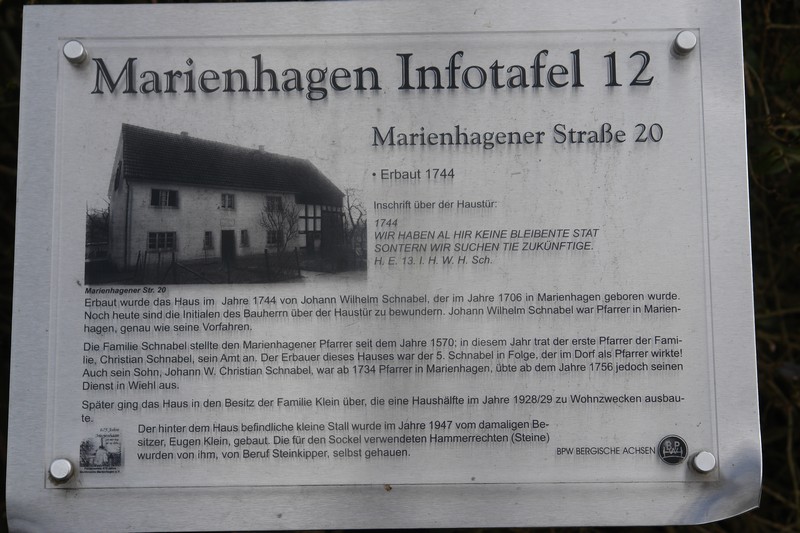 Marienhagen Infotafel 12
Marienhagener Straße 20
• Erbaut 1744
Inschrift über der Haustür:
1744
WIR HABEN AL HIR KEINE BLEIBENTE STAT
SONTERN WIR SUCHEN TIE ZUKÜNFTIGE.
H. E. 13. I. H. W. H. Sch.
Marienhagener Str. 20
Erbaut wurde das Haus im Jahre 1744 von Johann Wilhelm Schnabel, der im Jahre 1706 in Marienhagen geboren wurde.
Noch heute sind die Initialen des Bauherrn über der Haustür zu bewundern. Johann Wilhelm Schnabel war Pfarrer in Marien-
hagen, genau wie seine Vorfahren.
Die Familie Schnabel stellte den Marienhagener Pfarrer seit dem Jahre 1570; in diesem Jahr trat der erste Pfarrer der Fami-
lie, Christian Schnabel, sein Amt an. Der Erbauer dieses Hauses war der 5. Schnabel in Folge, der im Dorf als Pfarrer wirkte!
Auch sein Sohn, Johann W. Christian Schnabel, war ab 1734 Pfarrer in Marienhagen, übte ab dem Jahre 1756 jedoch seinen
Dienst in Wiehl aus.
Später ging das Haus in den Besitz der Familie Klein über, die eine Haushälfte im Jahre 1928/29 zu Wohnzwecken ausbau-
te.
Der hinter dem Haus befindliche kleine Stall wurde im Jahre 1947 vom damaligen Be-
sitzer, Eugen Klein, gebaut. Die für den Sockel verwendeten Hammerrechten (Steine)
wurden von ihm, von Beruf Steinkipper, selbst gehauen.
BPW BERGISCHE ACHSEN
BPW